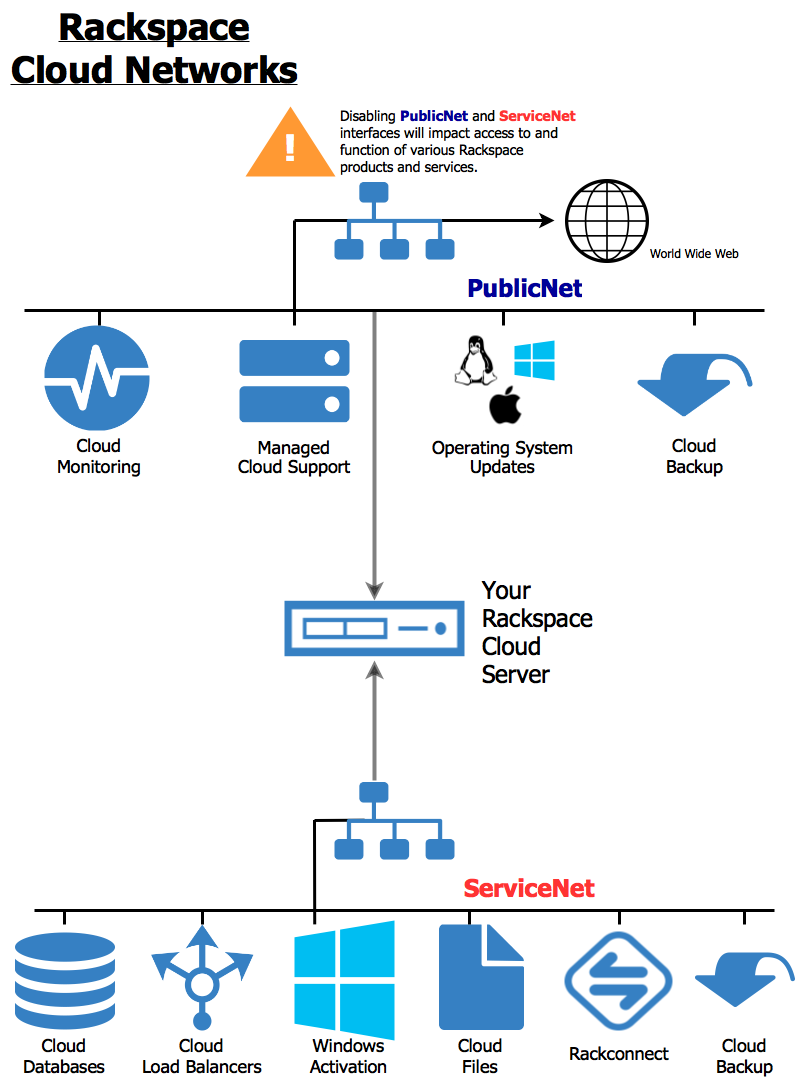 Rackspace
Cloud Networks
Disabling PublicNet and ServiceNet
interfaces will impact access to and
function of various Rackspace
products and services.
!
World Wide Web
PublicNet
Cloud
Monitoring
Managed
Cloud Support
Operating System
Updates
Cloud
Backup
Your
Rackspace
Cloud
Server
ServiceNet
Cloud
Databases
Cloud
Load Balancers
Windows
Activation
Cloud
Files
Rackconnect
Cloud
Backup